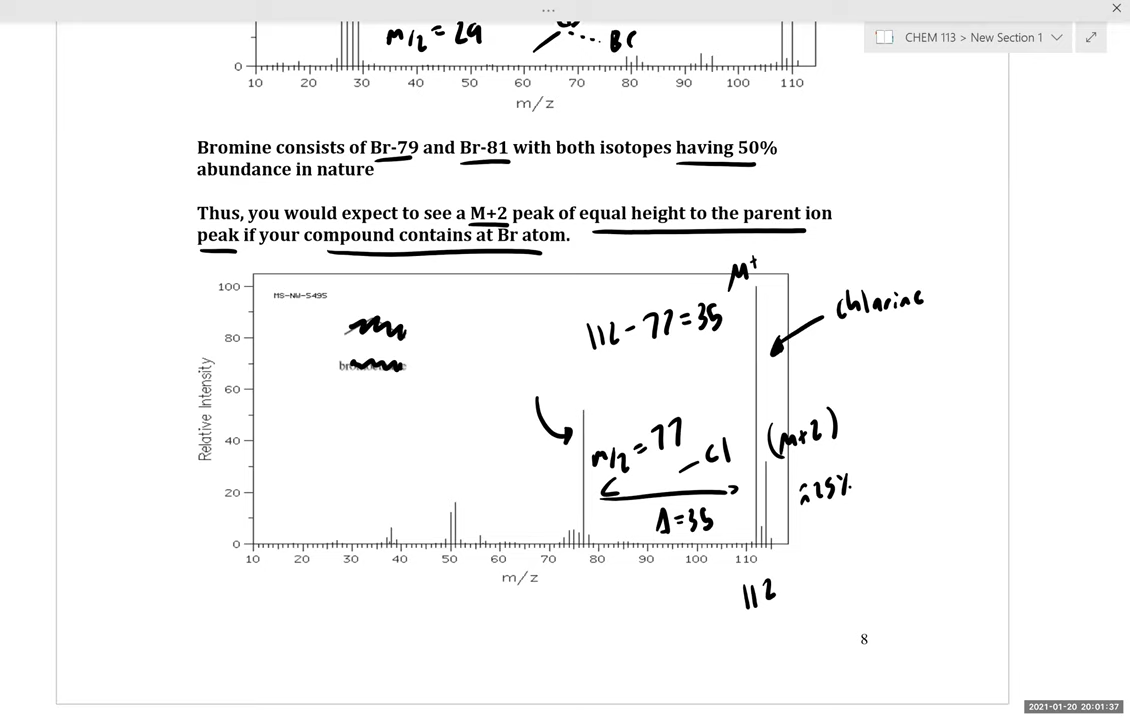 CHEM 113 > New Section 1
m/z = 29
Br
0
10 20 30 40 50 60 70 80 90 100 110
m/z
Bromine consists of Br-79 and Br-81 with both isotopes having 50%
abundance in nature
Thus, you would expect to see a M+2 peak of equal height to the parent ion
peak if your compound contains at Br atom.
M+
chlorine
100
MS-NW-5495
112 - 77 = 35
80
60
Relative Intensity
40
m/z = 77
Cl
(M+2)
20
≈ 25%
Δ = 35
0
10 20 30 40 50 60 70 80 90 100 110
m/z
112
8
2021-01-20 20:01:37